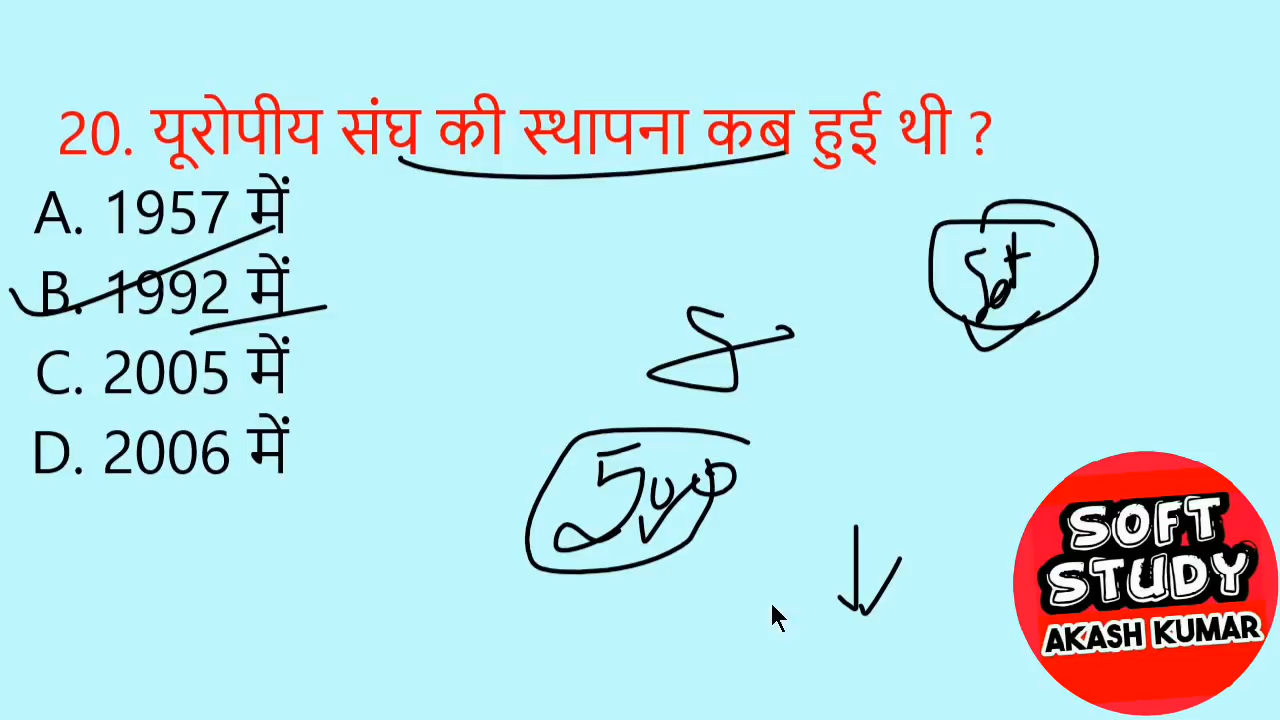 20. यूरोपीय संघ की स्थापना कब हुई थी ?
A. 1957 में
B. 1992 में
C. 2005 में
D. 2006 में
SOFT
STUDY
AKASH KUMAR